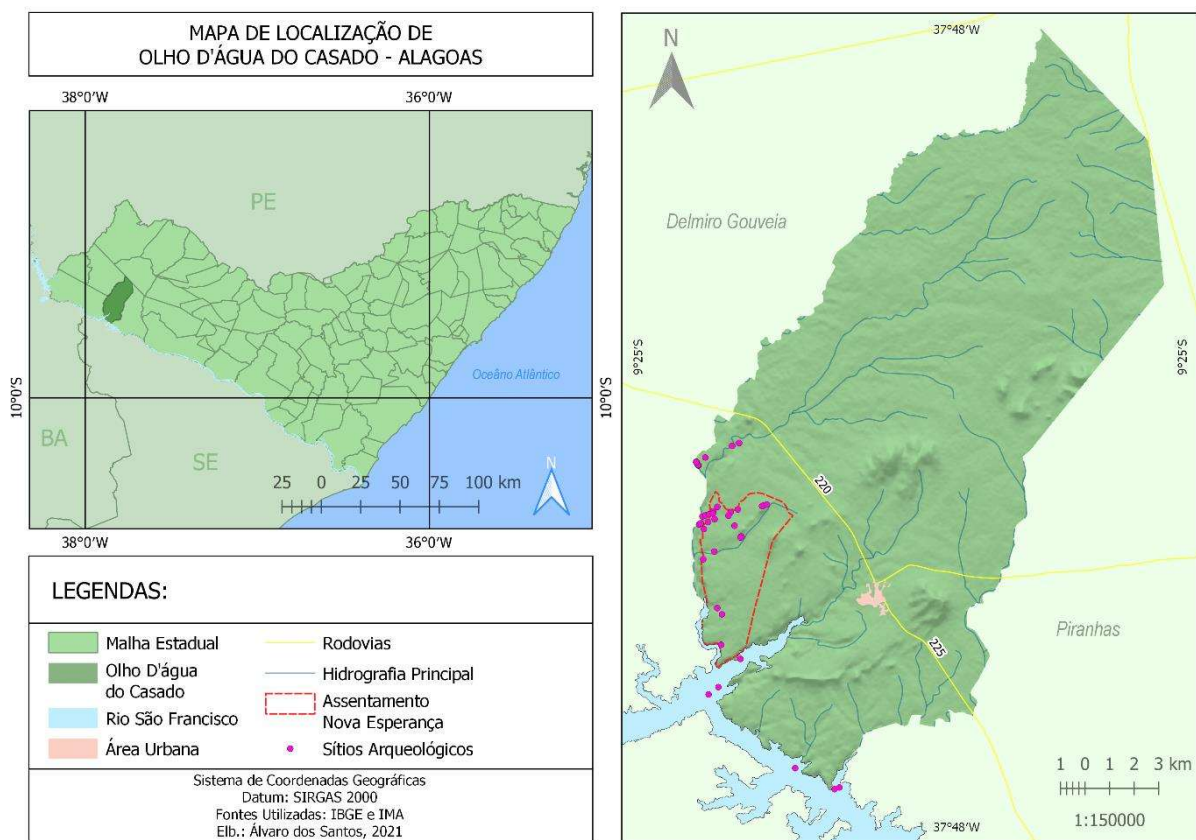 MAPA DE LOCALIZAÇÃO DE
OLHO D'ÁGUA DO CASADO - ALAGOAS
38°0'W
36°0'W
PE
BA
SE
Oceâno Atlântico
10°0'S
10°0'S
N
25 0 25 50 75 100 km
38°0'W
36°0'W
LEGENDAS:
Malha Estadual
Olho D'água
do Casado
Rio São Francisco
Área Urbana
Rodovias
Hidrografia Principal
Assentamento
Nova Esperança
Sítios Arqueológicos
Sistema de Coordenadas Geográficas
Datum: SIRGAS 2000
Fontes Utilizadas: IBGE e IMA
Elb.: Álvaro dos Santos, 2021
N
37°48'W
Delmiro Gouveia
9°25'S
9°25'S
220
225
Piranhas
1 0 1 2 3 km
1:150000
37°48'W